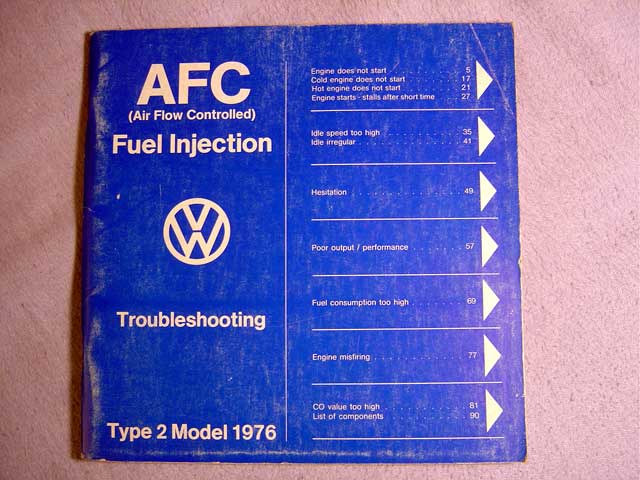 AFC
(Air Flow Controlled)
Fuel Injection
VW
Troubleshooting
Type 2 Model 1976
Engine does not start . . . . . . . . . . 5
Cold engine does not start . . . . . . . . 17
Hot engine does not start . . . . . . . . 21
Engine starts - stalls after short time . . 27
Idle speed too high . . . . . . . . . . 35
Idle irregular . . . . . . . . . . . . 41
Hesitation . . . . . . . . . . . . . 49
Poor output / performance . . . . . . . . 57
Fuel consumption too high . . . . . . . . 69
Engine misfiring . . . . . . . . . . . 77
CO value too high . . . . . . . . . . . 81
List of components . . . . . . . . . . 90